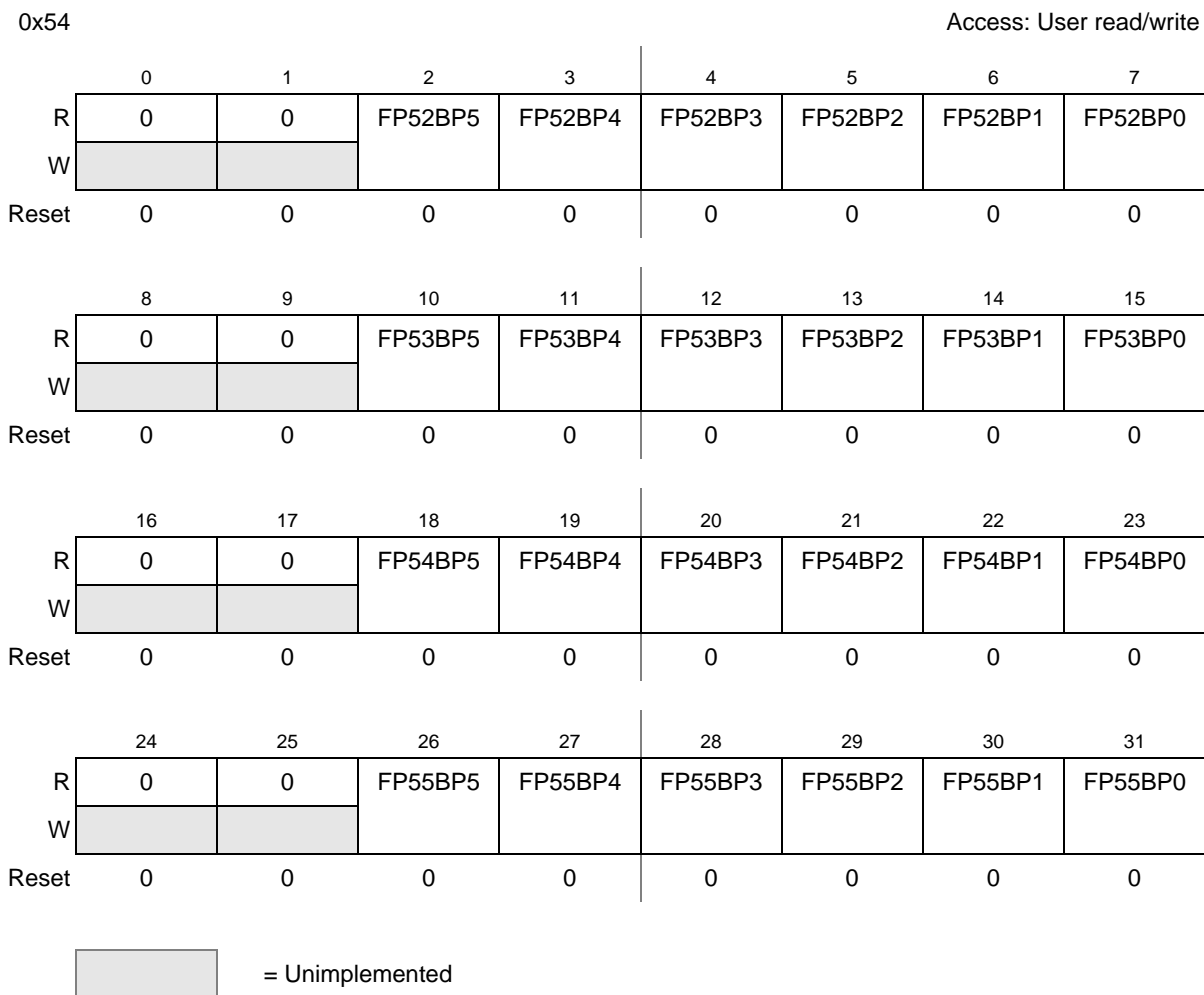 0x54 Access: User read/write
0 1 2 3 4 5 6 7
R 0 0 FP52BP5 FP52BP4 FP52BP3 FP52BP2 FP52BP1 FP52BP0
W
Reset 0 0 0 0 0 0 0 0
8 9 10 11 12 13 14 15
R 0 0 FP53BP5 FP53BP4 FP53BP3 FP53BP2 FP53BP1 FP53BP0
W
Reset 0 0 0 0 0 0 0 0
16 17 18 19 20 21 22 23
R 0 0 FP54BP5 FP54BP4 FP54BP3 FP54BP2 FP54BP1 FP54BP0
W
Reset 0 0 0 0 0 0 0 0
24 25 26 27 28 29 30 31
R 0 0 FP55BP5 FP55BP4 FP55BP3 FP55BP2 FP55BP1 FP55BP0
W
Reset 0 0 0 0 0 0 0 0
= Unimplemented